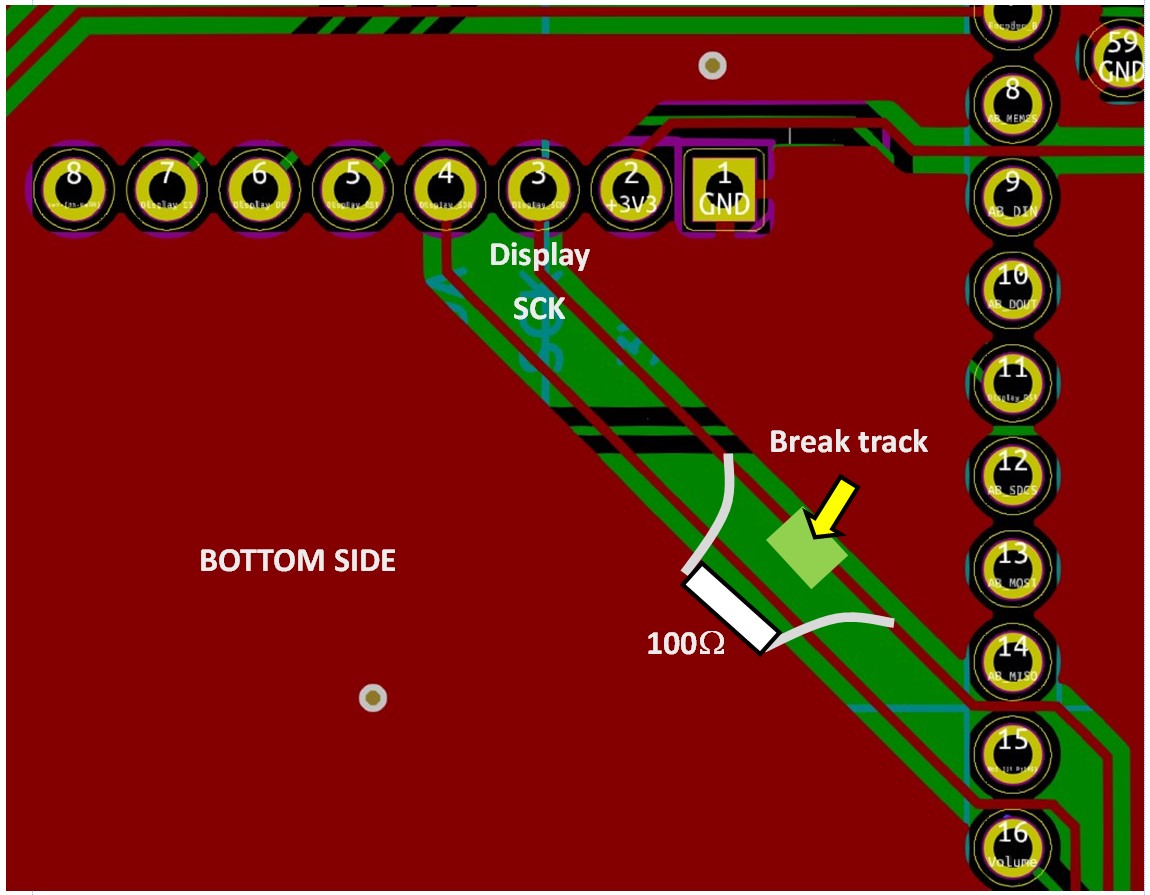 59
GND
8
AB_MEMCS
8
7
6
5
4
3
2
+3V3
1
GND
Display_CS
Display_DC
Display_RST
Display_SDA
Display_SCK
9
AB_DIN
10
AB_DOUT
11
12
AB_SDCS
13
AB_MOSI
14
AB_MISO
15
16
Volume
Display
SCK
Break track
BOTTOM SIDE
100Ω